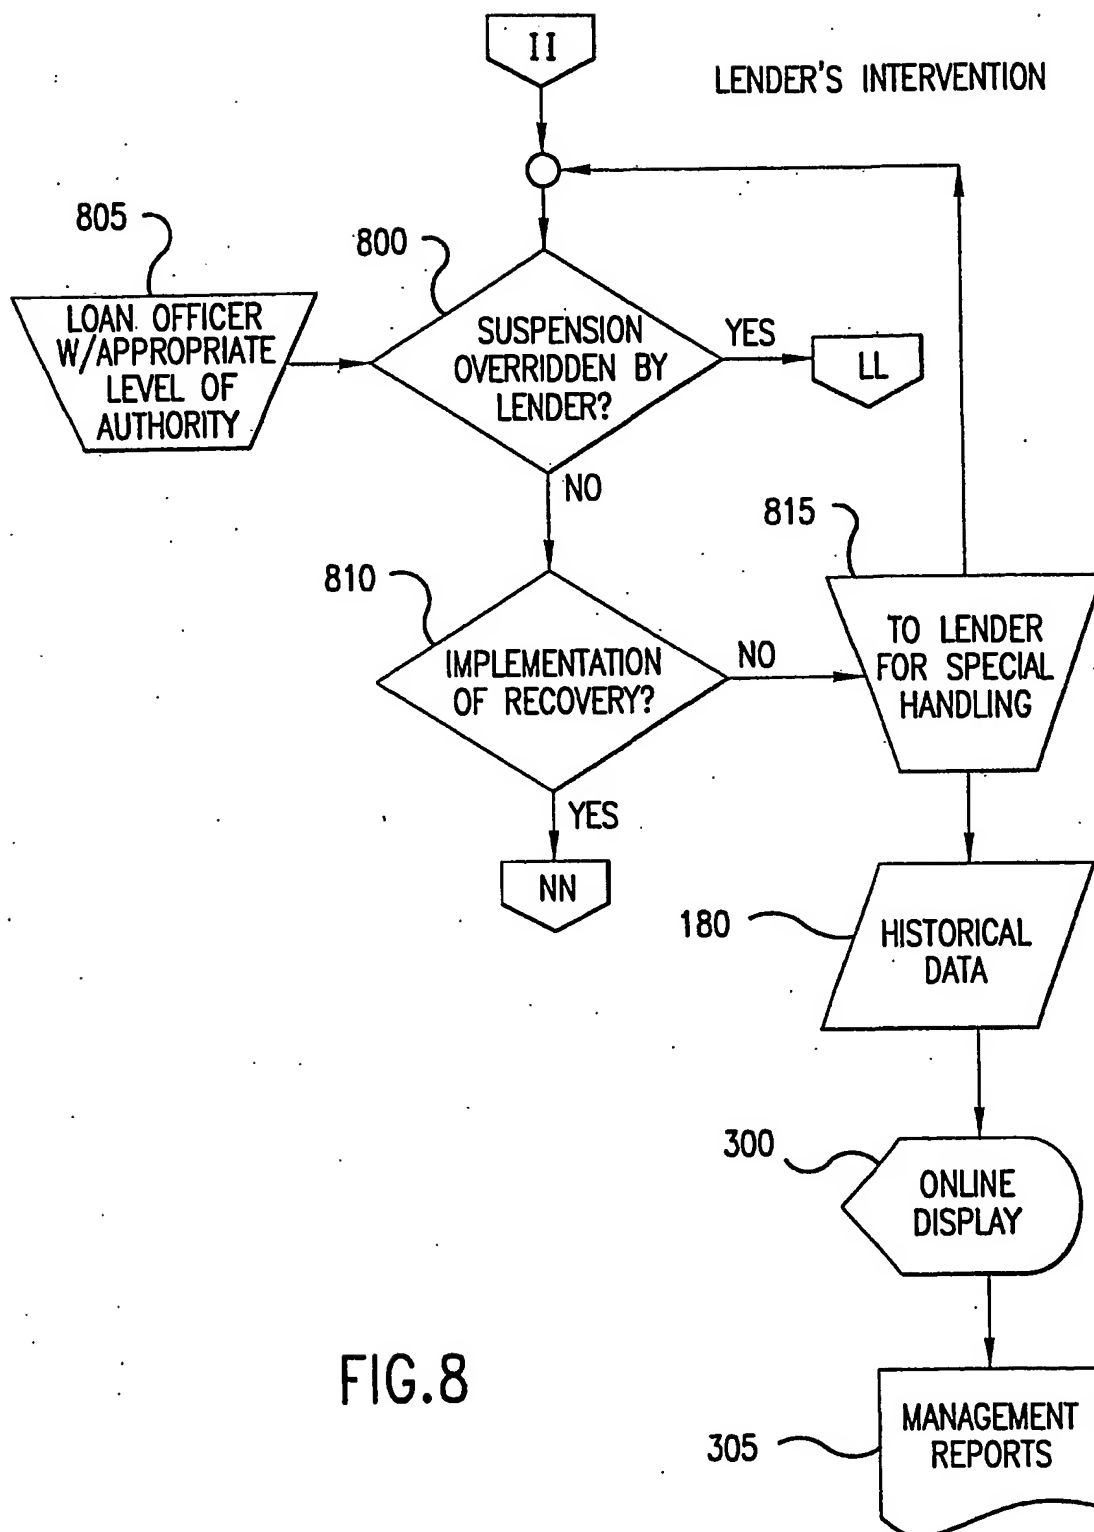 II
LENDER'S INTERVENTION
805
800
LOAN OFFICER
W/APPROPRIATE
LEVEL OF
AUTHORITY
SUSPENSION
OVERRIDDEN BY
LENDER?
YES
LL
NO
815
810
IMPLEMENTATION
OF RECOVERY?
NO
TO LENDER
FOR SPECIAL
HANDLING
YES
NN
180
HISTORICAL
DATA
300
ONLINE
DISPLAY
FIG.8
305
MANAGEMENT
REPORTS